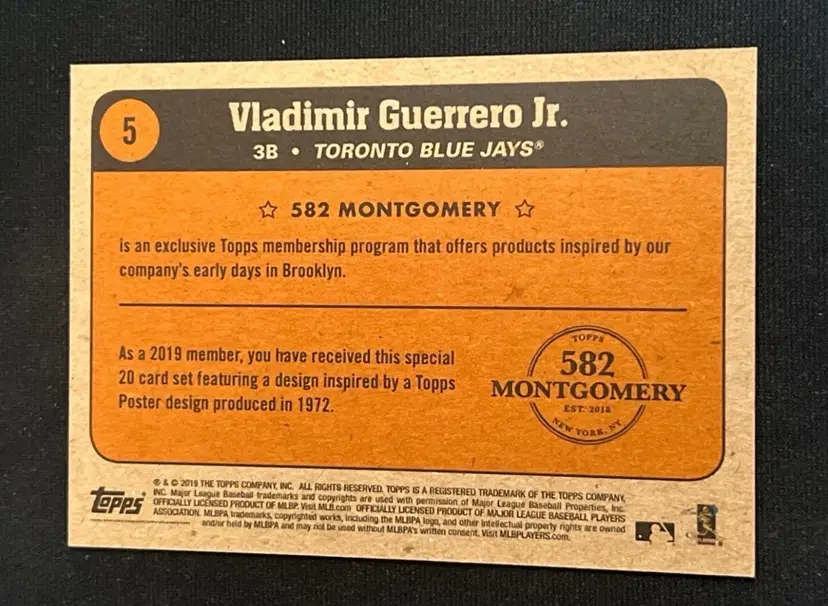 5
Vladimir Guerrero Jr.
3B • TORONTO BLUE JAYS®
☆ 582 MONTGOMERY ☆
is an exclusive Topps membership program that offers products inspired by our
company's early days in Brooklyn.
As a 2019 member, you have received this special
20 card set featuring a design inspired by a Topps
Poster design produced in 1972.
TOPPS
582
MONTGOMERY
EST. 2018
NEW YORK, NY
topps
® & © 2019 THE TOPPS COMPANY, INC. ALL RIGHTS RESERVED. TOPPS IS A REGISTERED TRADEMARK OF THE TOPPS COMPANY,
INC. Major League Baseball trademarks and copyrights are used with permission of Major League Baseball Properties, Inc.
OFFICIALLY LICENSED PRODUCT OF MLBP. Visit MLB.com OFFICIALLY LICENSED PRODUCT OF MAJOR LEAGUE BASEBALL PLAYERS
ASSOCIATION. MLBPA trademarks, copyrighted works, including the MLBPA logo, and other intellectual property rights are owned
and/or held by MLBPA and may not be used without MLBPA's written consent. Visit MLBPLAYERS.com.